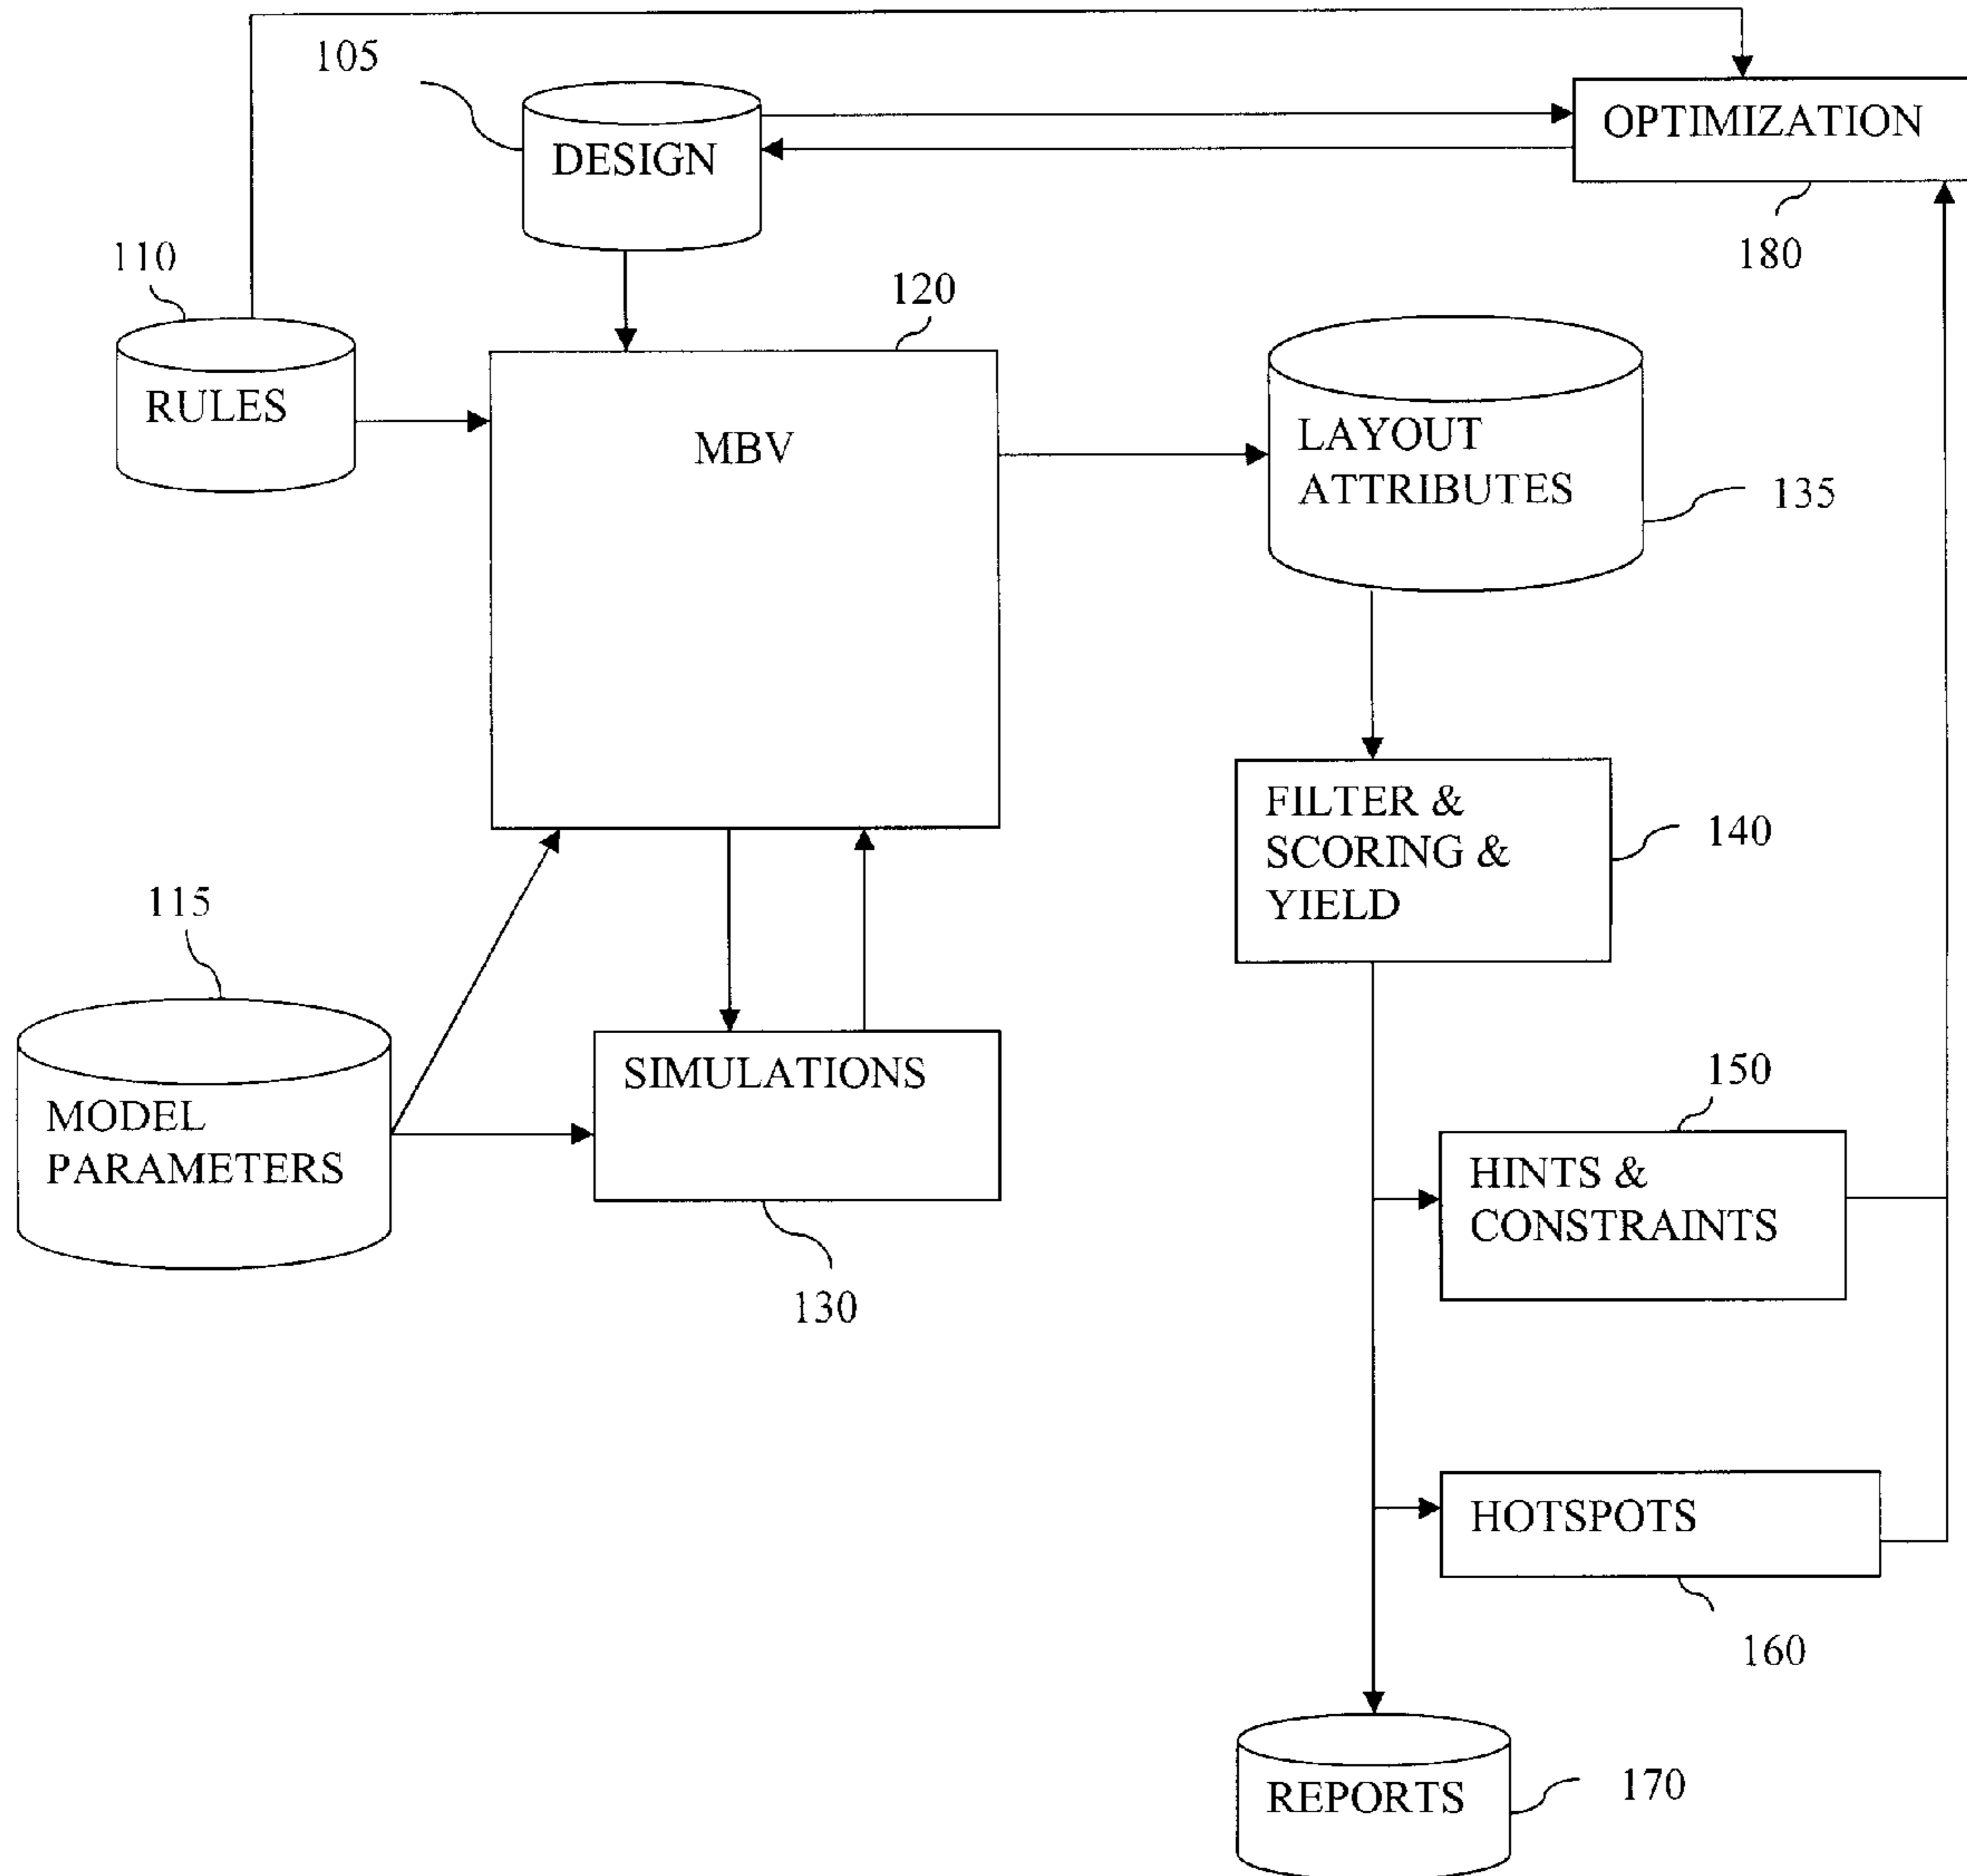 105
DESIGN
OPTIMIZATION
180
110
RULES
120
MBV
LAYOUT
ATTRIBUTES
135
FILTER &
SCORING &
YIELD
140
115
MODEL
PARAMETERS
SIMULATIONS
130
150
HINTS &
CONSTRAINTS
HOTSPOTS
160
REPORTS
170